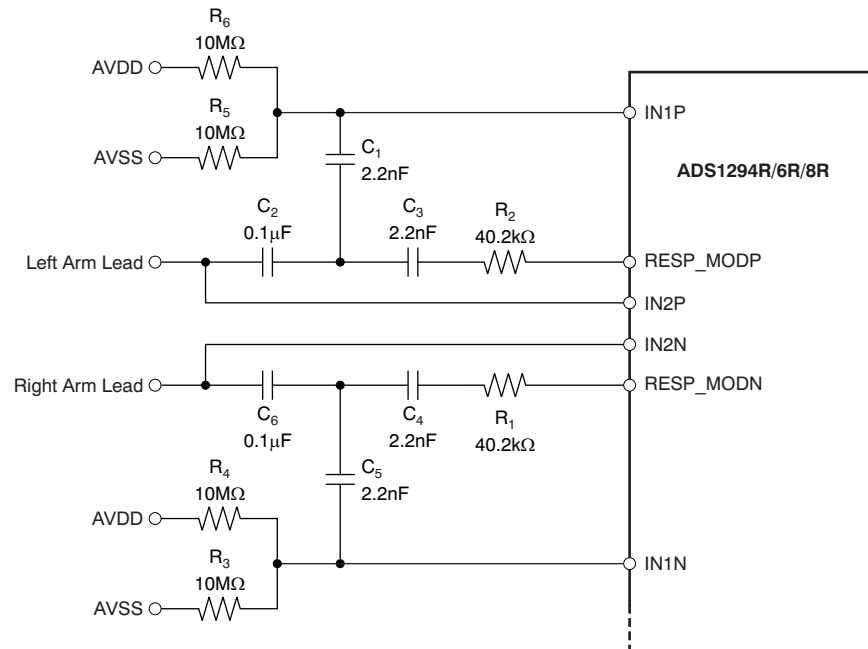 R6
10MΩ
AVDD
R5
10MΩ
AVSS
C1
2.2nF
IN1P
ADS1294R/6R/8R
C2
0.1µF
C3
2.2nF
R2
40.2kΩ
Left Arm Lead
RESP_MODP
IN2P
IN2N
Right Arm Lead
RESP_MODN
C6
0.1µF
C4
2.2nF
R1
40.2kΩ
C5
2.2nF
R4
10MΩ
AVDD
R3
10MΩ
AVSS
IN1N